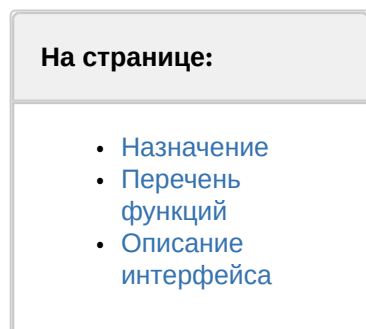 На странице:
Назначение
Перечень
функций
Описание
интерфейса